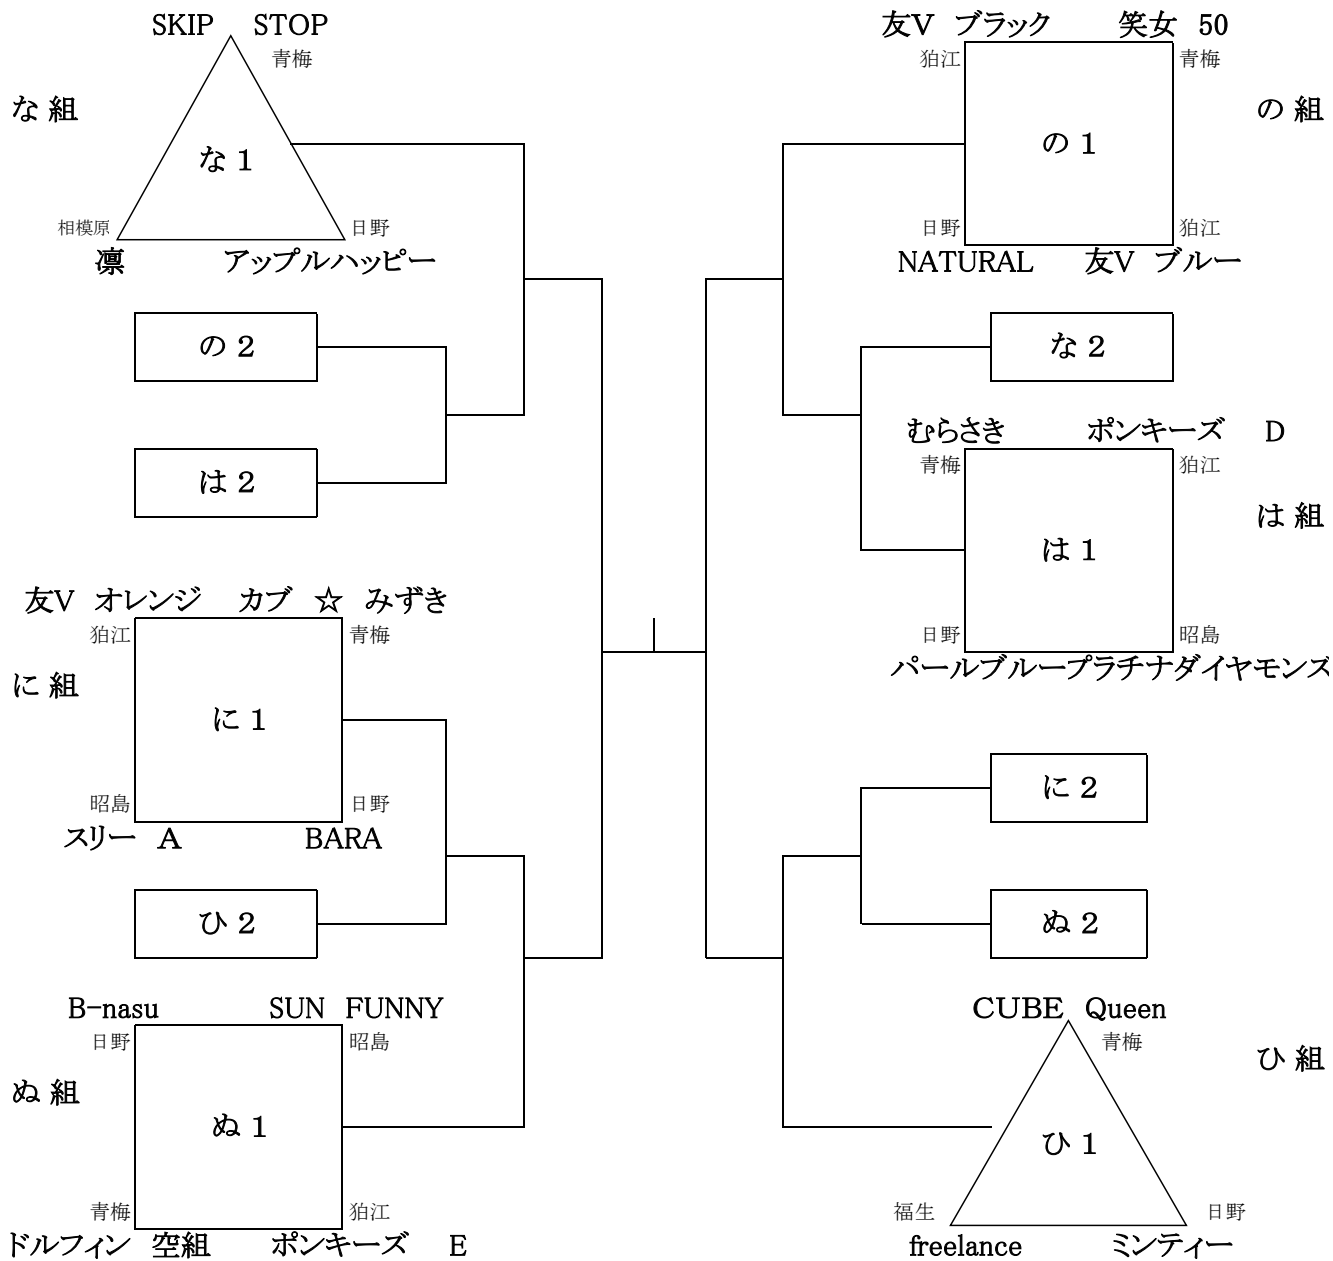 SKIP STOP
青梅
な 組
な 1
相模原
日野
凛 アップルハッピー
の 2
は 2
友V オレンジ カブ ☆ みずき
狛江
青梅
に 組
に 1
昭島
日野
スリー A BARA
ひ 2
B-nasu SUN FUNNY
日野
昭島
ぬ 組
ぬ 1
青梅
狛江
ドルフィン 空組 ポンキーズ E
友V ブラック 笑女 50
狛江
青梅
の 組
の 1
日野
狛江
NATURAL 友V ブルー
な 2
むらさき ポンキーズ D
青梅
狛江
は 組
は 1
日野
昭島
パールブループラチナダイヤモンズ
に 2
ぬ 2
CUBE Queen
青梅
ひ 組
ひ 1
福生
日野
freelance ミンティー